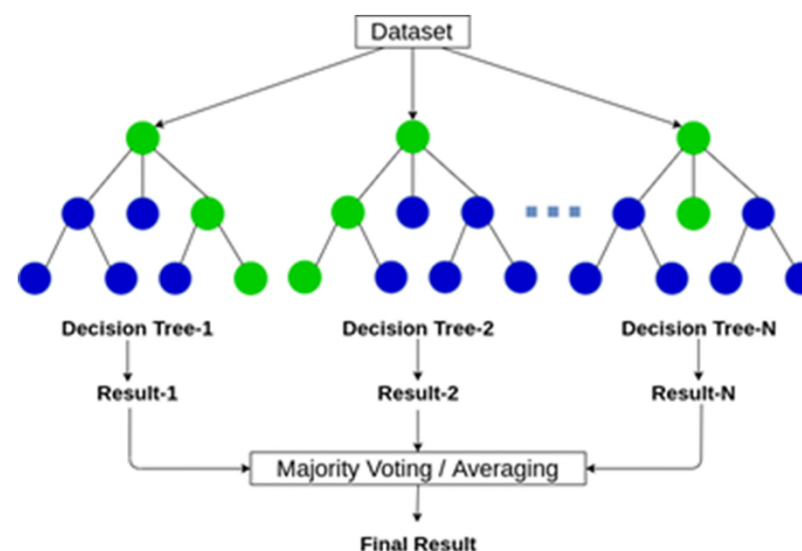 Dataset
Decision Tree-1
Decision Tree-2
Decision Tree-N
Result-1
Result-2
Result-N
Majority Voting / Averaging
Final Result